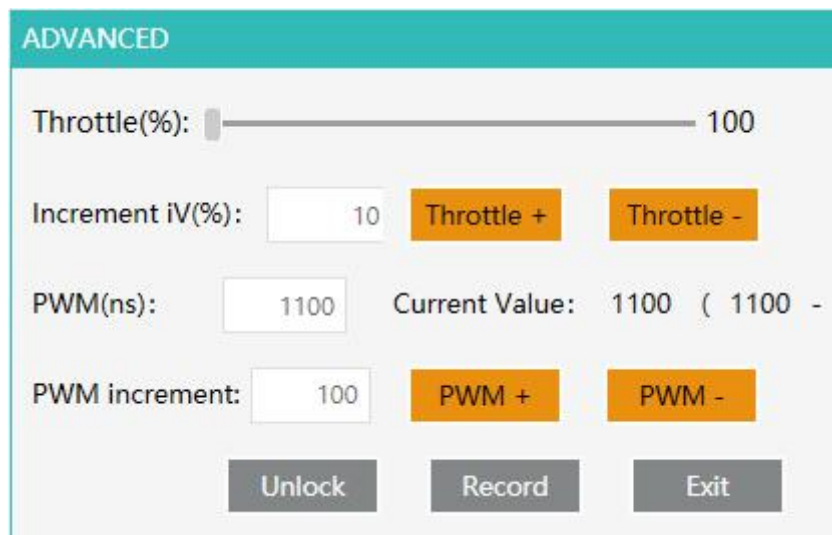 ADVANCED
Throttle(%): 100
Increment iV(%): 10 Throttle + Throttle -
PWM(ns): 1100 Current Value: 1100 ( 1100 -
PWM increment: 100 PWM + PWM -
Unlock Record Exit